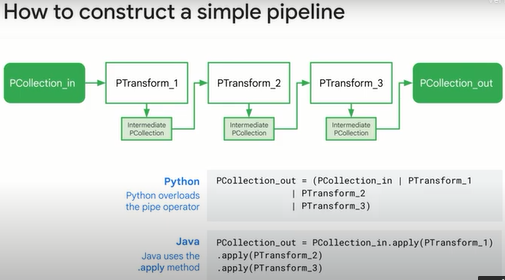 How to construct a simple pipeline
PCollection_in
PTransform_1
PTransform_2
PTransform_3
PCollection_out
Intermediate
PCollection
Intermediate
PCollection
Intermediate
PCollection
Python
Python overloads
the pipe operator
PCollection_out = (PCollection_in | PTransform_1
| PTransform_2
| PTransform_3)
Java
Java uses the
.apply method
PCollection_out = PCollection_in.apply(PTransform_1)
.apply(PTransform_2)
.apply(PTransform_3)